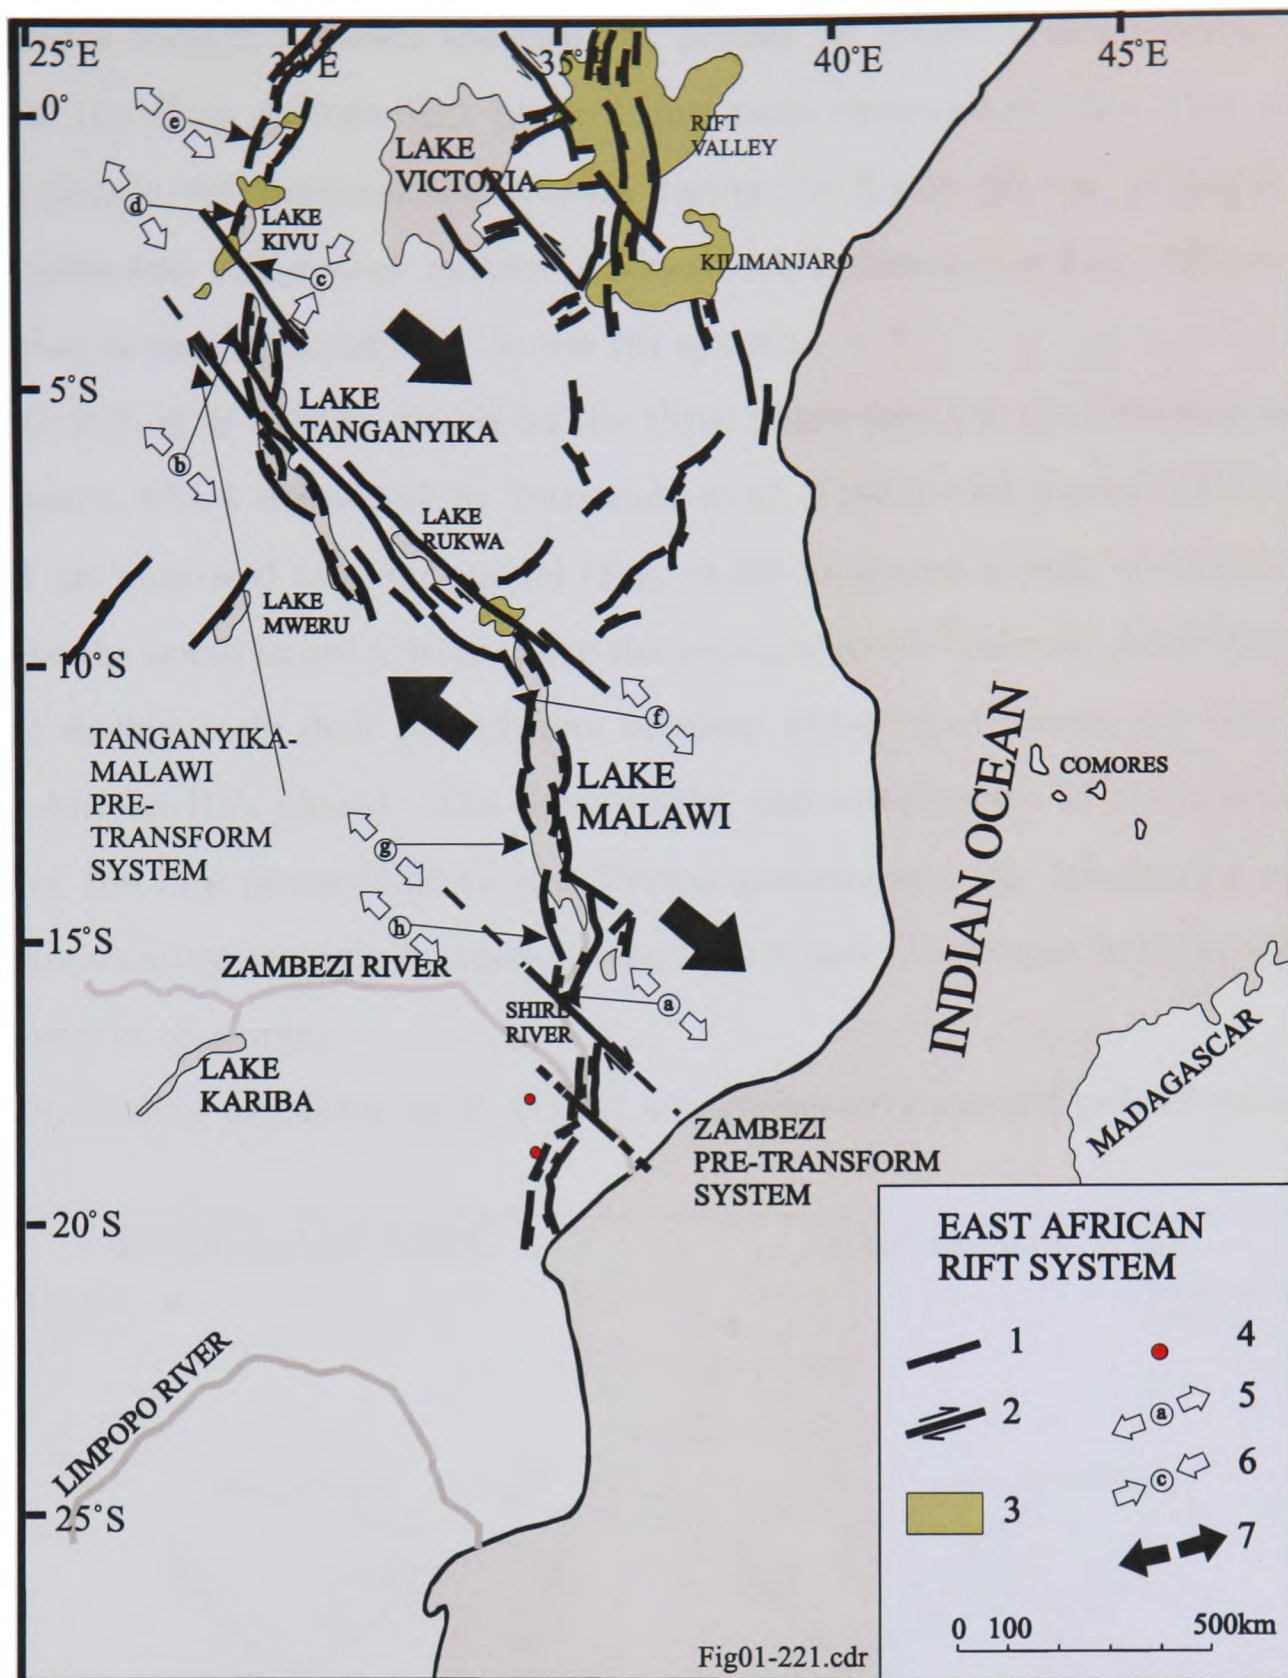 25˚E
35˚E
40˚E
45˚E
0˚
5˚S
10˚S
15˚S
20˚S
25˚S
e
LAKE
VICTORIA
RIFT
VALLEY
d
LAKE
KIVU
c
KILIMANJARO
LAKE
TANGANYIKA
b
LAKE
RUKWA
LAKE
MWERU
f
TANGANYIKA-
MALAWI
PRE-
TRANSFORM
SYSTEM
LAKE
MALAWI
COMORES
INDIAN OCEAN
g
h
ZAMBEZI RIVER
SHIRE
RIVER
a
LAKE
KARIBA
MADAGASCAR
ZAMBEZI
PRE-TRANSFORM
SYSTEM
LIMPOPO RIVER
EAST AFRICAN
RIFT SYSTEM
1
2
3
4
a 5
c 6
7
0 100 500km
Fig01-221.cdr